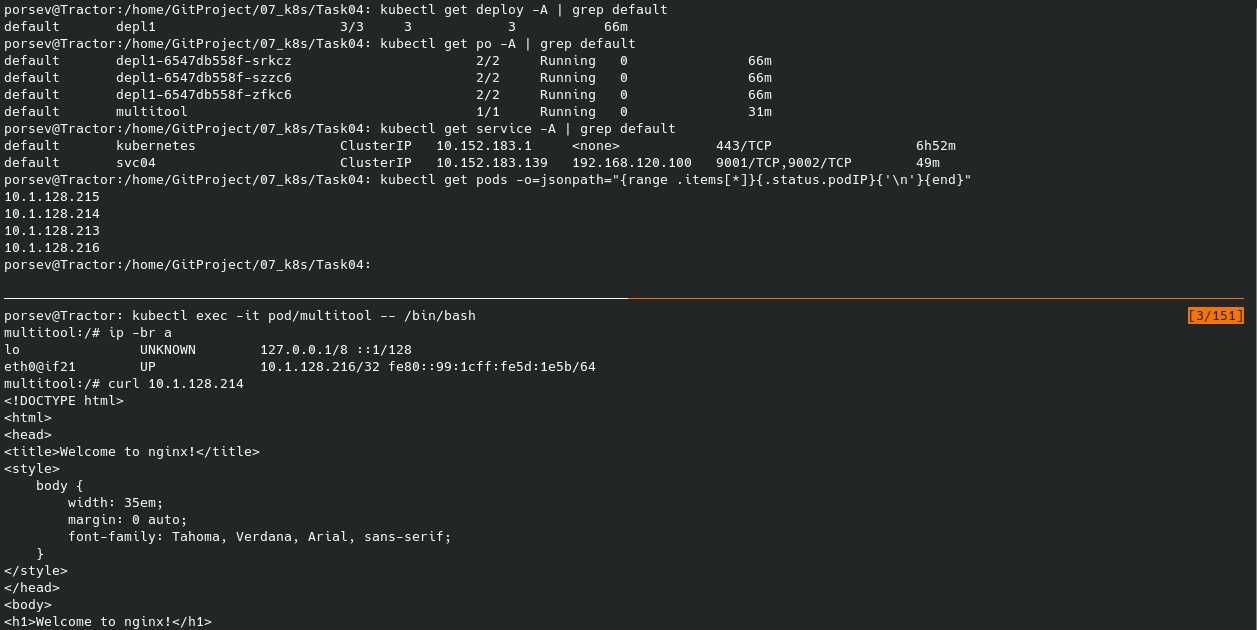 porsev@Tractor:/home/GitProject/07_k8s/Task04: kubectl get deploy -A | grep default
default       depl1                       3/3     3            3           66m
porsev@Tractor:/home/GitProject/07_k8s/Task04: kubectl get po -A | grep default
default       depl1-6547db558f-srkcz                       2/2     Running   0               66m
default       depl1-6547db558f-szzc6                       2/2     Running   0               66m
default       depl1-6547db558f-zfkc6                       2/2     Running   0               66m
default       multitool                                    1/1     Running   0               31m
porsev@Tractor:/home/GitProject/07_k8s/Task04: kubectl get service -A | grep default
default       kubernetes                  ClusterIP   10.152.183.1     <none>            443/TCP                  6h52m
default       svc04                       ClusterIP   10.152.183.139   192.168.120.100   9001/TCP,9002/TCP        49m
porsev@Tractor:/home/GitProject/07_k8s/Task04: kubectl get pods -o=jsonpath="{range .items[*]}{.status.podIP}{'\n'}{end}"
10.1.128.215
10.1.128.214
10.1.128.213
10.1.128.216
porsev@Tractor:/home/GitProject/07_k8s/Task04:
porsev@Tractor: kubectl exec -it pod/multitool -- /bin/bash [3/151]
multitool:/# ip -br a
lo               UNKNOWN        127.0.0.1/8 ::1/128
eth0@if21        UP             10.1.128.216/32 fe80::99:1cff:fe5d:1e5b/64
multitool:/# curl 10.1.128.214
<!DOCTYPE html>
<html>
<head>
<title>Welcome to nginx!</title>
<style>
    body {
        width: 35em;
        margin: 0 auto;
        font-family: Tahoma, Verdana, Arial, sans-serif;
    }
</style>
</head>
<body>
<h1>Welcome to nginx!</h1>